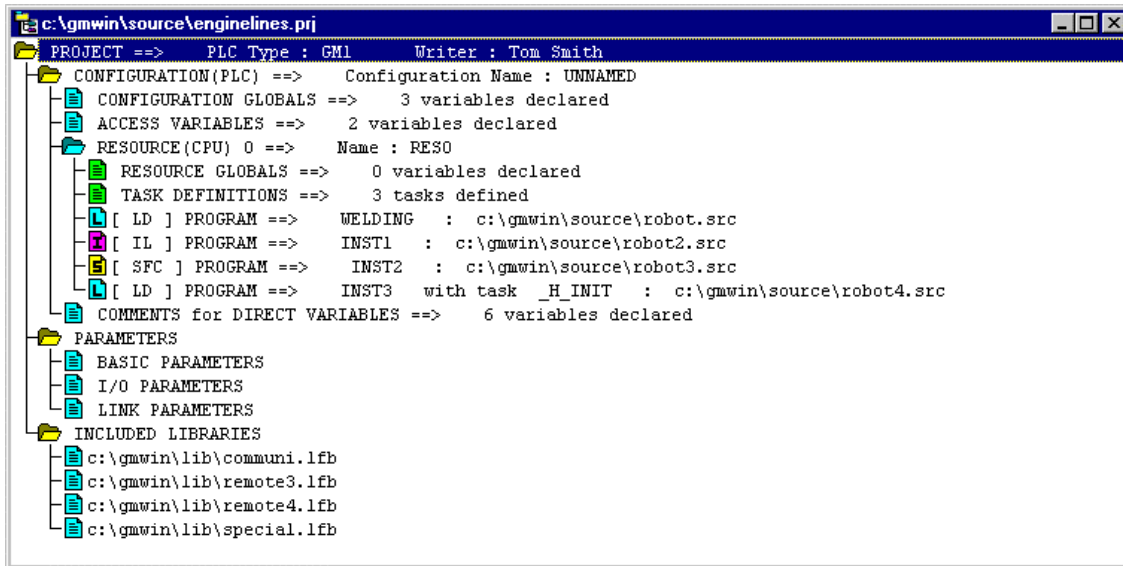 c:\gmwin\source\enginelines.prj
PROJECT ==> PLC Type : GM1 Writer : Tom Smith
CONFIGURATION(PLC) ==> Configuration Name : UNNAMED
CONFIGURATION GLOBALS ==> 3 variables declared
ACCESS VARIABLES ==> 2 variables declared
RESOURCE(CPU) 0 ==> Name : RES0
RESOURCE GLOBALS ==> 0 variables declared
TASK DEFINITIONS ==> 3 tasks defined
L [ LD ] PROGRAM ==> WELDING : c:\gmwin\source\robot.src
I [ IL ] PROGRAM ==> INST1 : c:\gmwin\source\robot2.src
S [ SFC ] PROGRAM ==> INST2 : c:\gmwin\source\robot3.src
L [ LD ] PROGRAM ==> INST3 with task _H_INIT : c:\gmwin\source\robot4.src
COMMENTS for DIRECT VARIABLES ==> 6 variables declared
PARAMETERS
BASIC PARAMETERS
I/O PARAMETERS
LINK PARAMETERS
INCLUDED LIBRARIES
c:\gmwin\lib\communi.lfb
c:\gmwin\lib\remote3.lfb
c:\gmwin\lib\remote4.lfb
c:\gmwin\lib\special.lfb